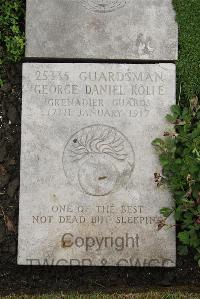 25335 GUARDSMAN
GEORGE DANIEL ROLFE
GRENADIER GUARDS
17TH JANUARY 1917
ONE OF THE BEST
NOT DEAD BUT SLEEPING
Copyright
TWGPP & CWGC